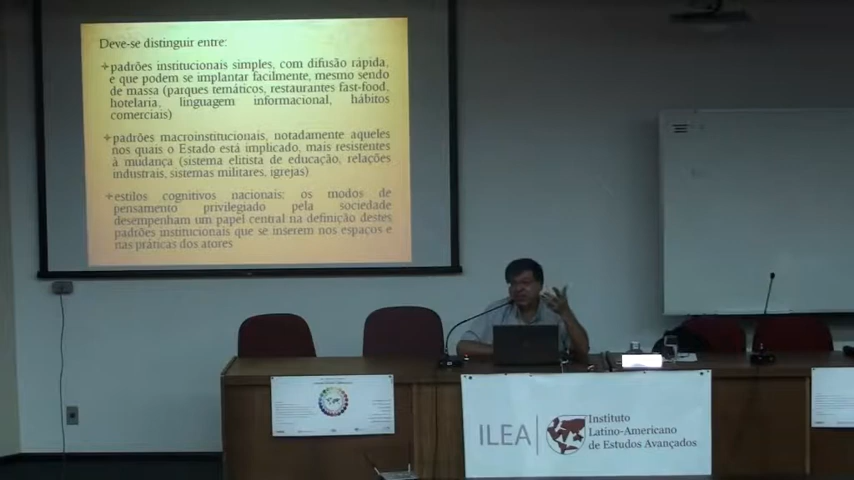 Deve-se distinguir entre:
padrões institucionais simples, com difusão rápida,
e que podem se implantar facilmente, mesmo sendo
de massa (parques temáticos, restaurantes fast-food,
hotelaria, linguagem informacional, hábitos
comerciais)
padrões macroinstitucionais, notadamente aqueles
nos quais o Estado está implicado, mais resistentes
à mudança (sistema elitista de educação, relações
industrais, sistemas militares, igrejas)
estilos cognitivos nacionais: os modos de
pensamento privilegiado pela sociedade
desempenham um papel central na definição destes
padrões institucionais que se inserem nos espaços e
nas práticas dos atores
ILEA
Instituto
Latino-Americano
de Estudos Avançados